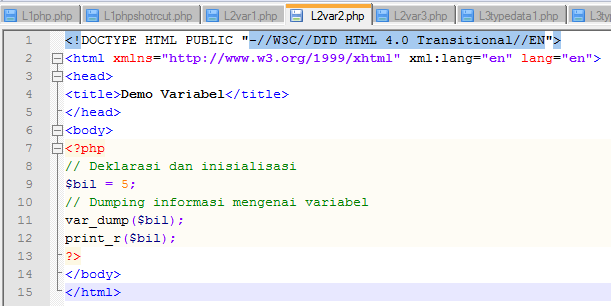 L1php.php L1phpshotrcut.php L2var1.php L2var2.php L2var3.php L3typedata1.php
1 <!DOCTYPE HTML PUBLIC "-//W3C//DTD HTML 4.0 Transitional//EN">
2 <html xmlns="http://www.w3.org/1999/xhtml" xml:lang="en" lang="en">
3 <head>
4 <title>Demo Variabel</title>
5 </head>
6 <body>
7 <?php
8 // Deklarasi dan inisialisasi
9 $bil = 5;
10 // Dumping informasi mengenai variabel
11 var_dump($bil);
12 print_r($bil);
13 ?>
14 </body>
15 </html>